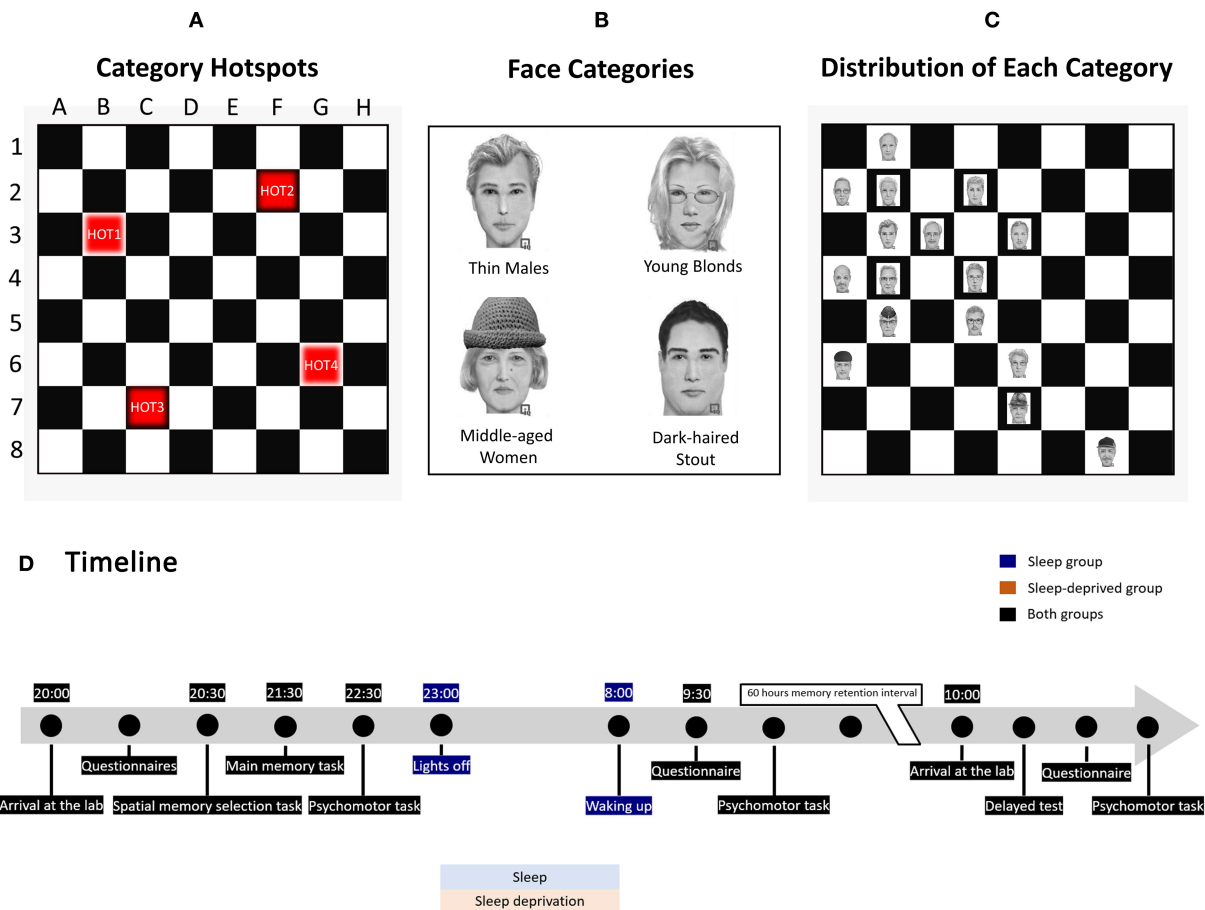 A
B
C
Category Hotspots
Face Categories
Distribution of Each Category
A B C D E F G H
1
2
3
4
5
6
7
8
HOT2
HOT1
HOT4
HOT3
Thin Males
Young Blonds
Middle-aged
Women
Dark-haired
Stout
D Timeline
Sleep group
Sleep-deprived group
Both groups
20:00
20:30
21:30
22:30
23:00
8:00
9:30
60 hours memory retention interval
10:00
Questionnaires
Main memory task
Lights off
Questionnaire
Arrival at the lab
Questionnaire
Arrival at the lab
Spatial memory selection task
Psychomotor task
Waking up
Psychomotor task
Delayed test
Psychomotor task
Sleep
Sleep deprivation